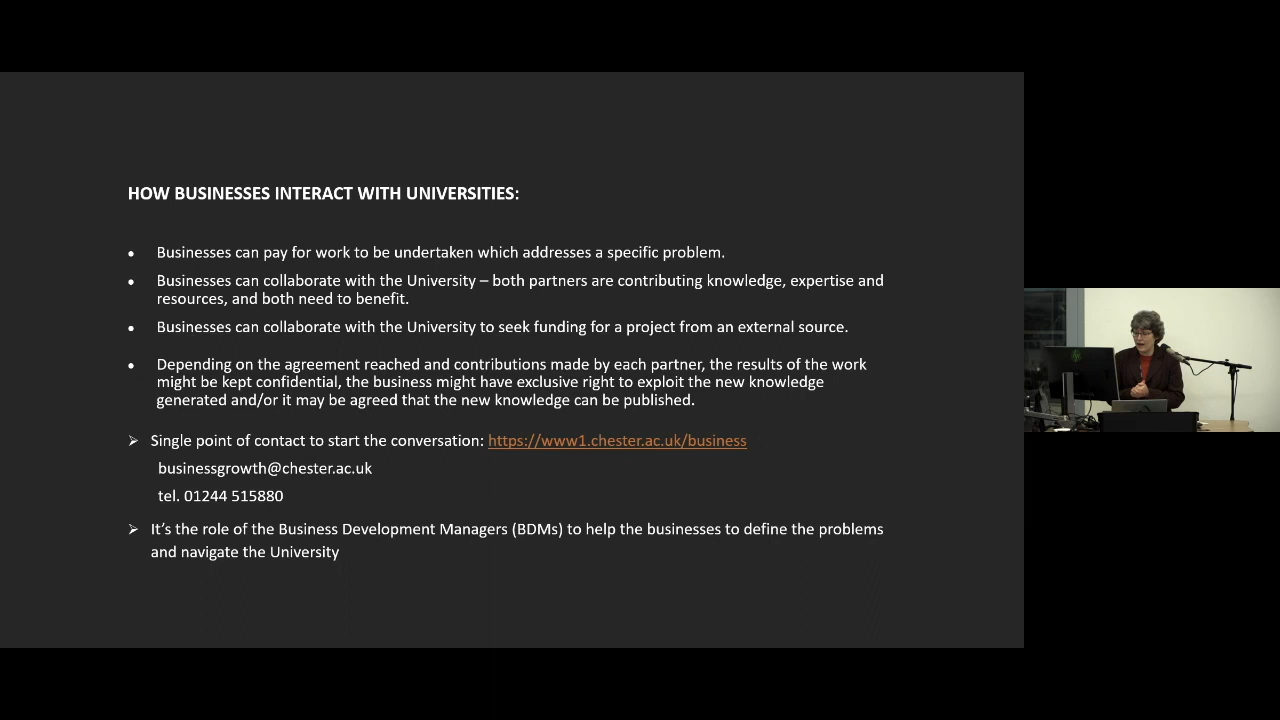 HOW BUSINESSES INTERACT WITH UNIVERSITIES:
• Businesses can pay for work to be undertaken which addresses a specific problem.
• Businesses can collaborate with the University – both partners are contributing knowledge, expertise and
resources, and both need to benefit.
• Businesses can collaborate with the University to seek funding for a project from an external source.
• Depending on the agreement reached and contributions made by each partner, the results of the work
might be kept confidential, the business might have exclusive right to exploit the new knowledge
generated and/or it may be agreed that the new knowledge can be published.
➢ Single point of contact to start the conversation: https://www1.chester.ac.uk/business
businessgrowth@chester.ac.uk
tel. 01244 515880
➢ It’s the role of the Business Development Managers (BDMs) to help the businesses to define the problems
and navigate the University